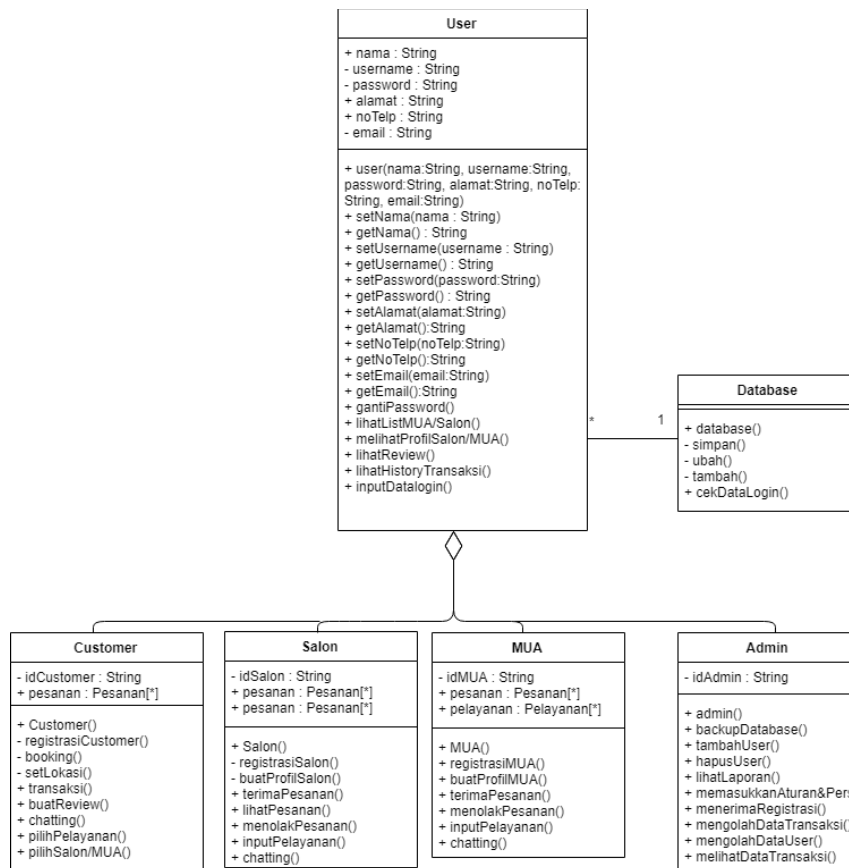 User
+ nama : String
- username : String
- password : String
+ alamat : String
+ noTelp : String
- email : String
+ user(nama:String, username:String,
password:String, alamat:String, noTelp:
String, email:String)
+ setNama(nama : String)
+ getNama() : String
+ setUsername(username : String)
+ getUsername() : String
+ setPassword(password:String)
+ getPassword() : String
+ setAlamat(alamat:String)
+ getAlamat():String
+ setNoTelp(noTelp:String)
+ getNoTelp():String
+ setEmail(email:String)
+ getEmail():String
+ gantiPassword()
+ lihatListMUA/Salon()
+ melihatProfilSalon/MUA()
+ lihatReview()
+ lihatHistoryTransaksi()
+ inputDatalogin()
* 1
Database
+ database()
- simpan()
- ubah()
- tambah()
+ cekDataLogin()
Customer
- idCustomer : String
+ pesanan : Pesanan[*]
+ Customer()
- registrasiCustomer()
- booking()
- setLokasi()
+ transaksi()
+ buatReview()
+ chatting()
+ pilihPelayanan()
+ pilihSalon/MUA()
Salon
- idSalon : String
+ pesanan : Pesanan[*]
+ pesanan : Pesanan[*]
+ Salon()
- registrasiSalon()
- buatProfilSalon()
+ terimaPesanan()
+ lihatPesanan()
+ menolakPesanan()
+ inputPelayanan()
+ chatting()
MUA
- idMUA : String
+ pesanan : Pesanan[*]
+ pelayanan : Pelayanan[*]
+ MUA()
+ registrasiMUA()
+ buatProfilMUA()
+ terimaPesanan()
+ menolakPesanan()
+ inputPelayanan()
+ chatting()
Admin
- idAdmin : String
+ admin()
+ backupDatabase()
+ tambahUser()
+ hapusUser()
+ lihatLaporan()
+ memasukkanAturan&Pers
+ menerimaRegistrasi()
+ mengolahDataTransaksi()
+ mengolahDataUser()
+ melihatDataTransaksi()